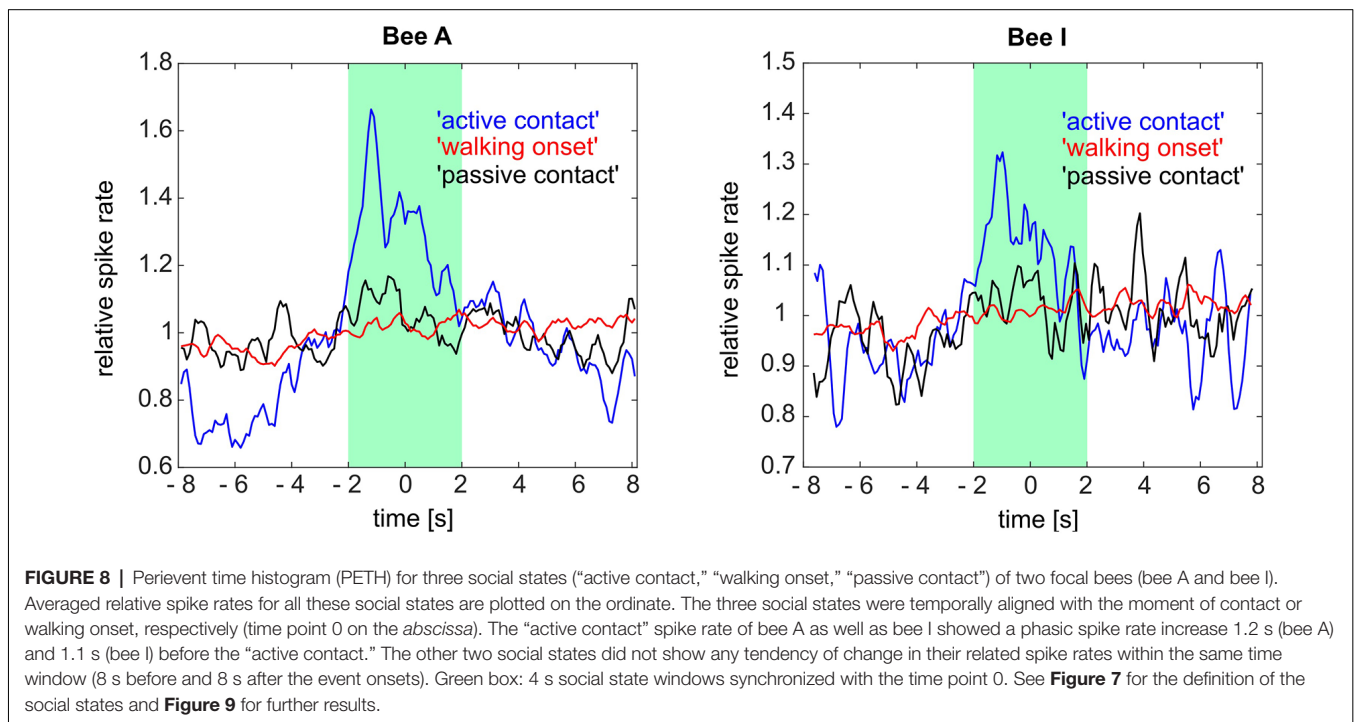 Bee A
1.8
1.6
1.4
1.2
1
0.8
0.6
relative spike rate
'active contact'
'walking onset'
'passive contact'
- 8 - 6 - 4 - 2 0 2 4 6 8
time [s]
Bee I
1.5
1.4
1.3
1.2
1.1
1
0.9
0.8
0.7
relative spike rate
'active contact'
'walking onset'
'passive contact'
- 8 - 6 - 4 - 2 0 2 4 6 8
time [s]
FIGURE 8 | Perievent time histogram (PETH) for three social states (“active contact,” “walking onset,” “passive contact”) of two focal bees (bee A and bee I).
Averaged relative spike rates for all these social states are plotted on the ordinate. The three social states were temporally aligned with the moment of contact or
walking onset, respectively (time point 0 on the abscissa). The “active contact” spike rate of bee A as well as bee I showed a phasic spike rate increase 1.2 s (bee A)
and 1.1 s (bee I) before the “active contact.” The other two social states did not show any tendency of change in their related spike rates within the same time
window (8 s before and 8 s after the event onsets). Green box: 4 s social state windows synchronized with the time point 0. See Figure 7 for the definition of the
social states and Figure 9 for further results.